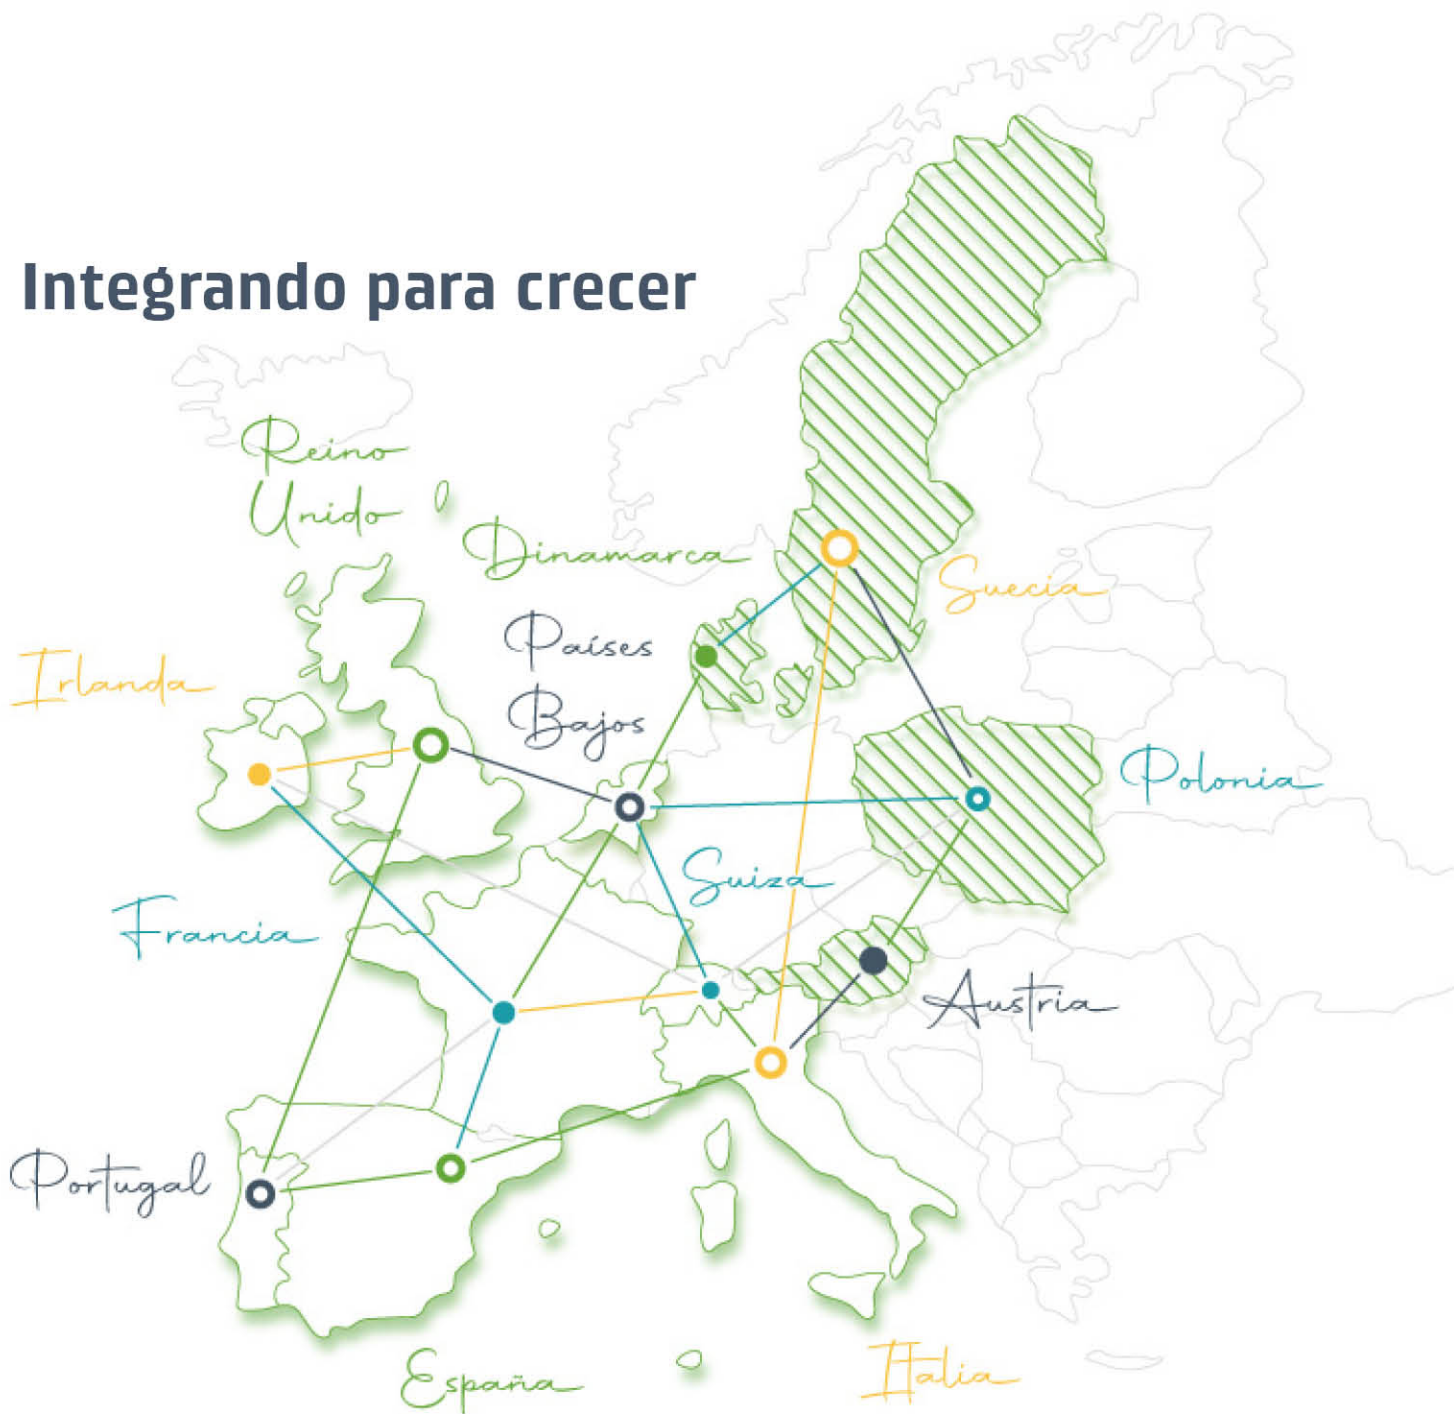 Integrando para crecer
Reino
Unido
Dinamarca
Suecia
Países
Bajos
Irlanda
Polonia
Suiza
Francia
Austria
Portugal
España
Italia